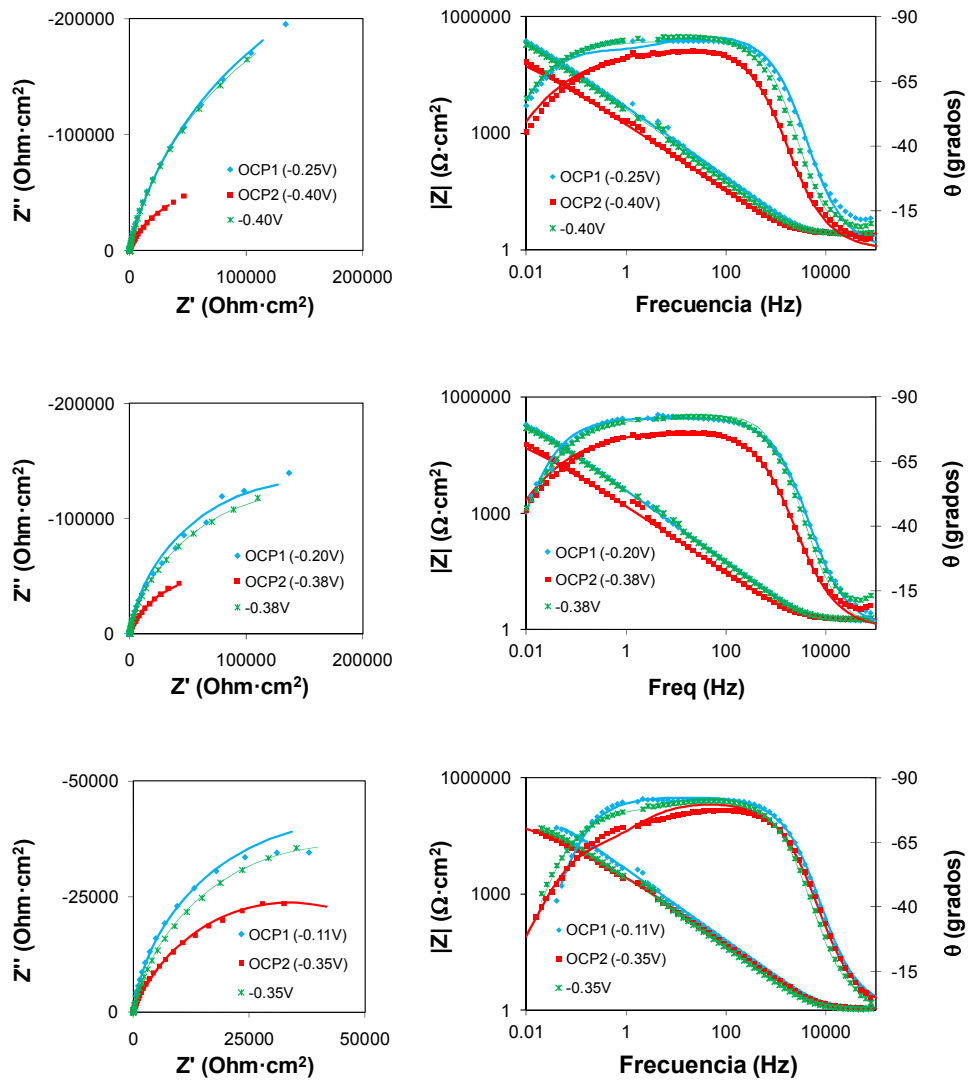 -200000
-100000
0
0
100000
200000
Z'' (Ohm·cm²)
Z' (Ohm·cm²)
OCP1 (-0.25V)
OCP2 (-0.40V)
-0.40V
1000000
1000
1
-90
-65
-40
-15
0.01
1
100
10000
|Z| (Ω·cm²)
θ (grados)
Frecuencia (Hz)
OCP1 (-0.25V)
OCP2 (-0.40V)
-0.40V
-200000
-100000
0
0
100000
200000
Z'' (Ohm·cm²)
Z' (Ohm·cm²)
OCP1 (-0.20V)
OCP2 (-0.38V)
-0.38V
1000000
1000
1
-90
-65
-40
-15
0.01
1
100
10000
|Z| (Ω·cm²)
θ (grados)
Freq (Hz)
OCP1 (-0.20V)
OCP2 (-0.38V)
-0.38V
-50000
-25000
0
0
25000
50000
Z'' (Ohm·cm²)
Z' (Ohm·cm²)
OCP1 (-0.11V)
OCP2 (-0.35V)
-0.35V
1000000
1000
1
-90
-65
-40
-15
0.01
1
100
10000
|Z| (Ω·cm²)
θ (grados)
Frecuencia (Hz)
OCP1 (-0.11V)
OCP2 (-0.35V)
-0.35V